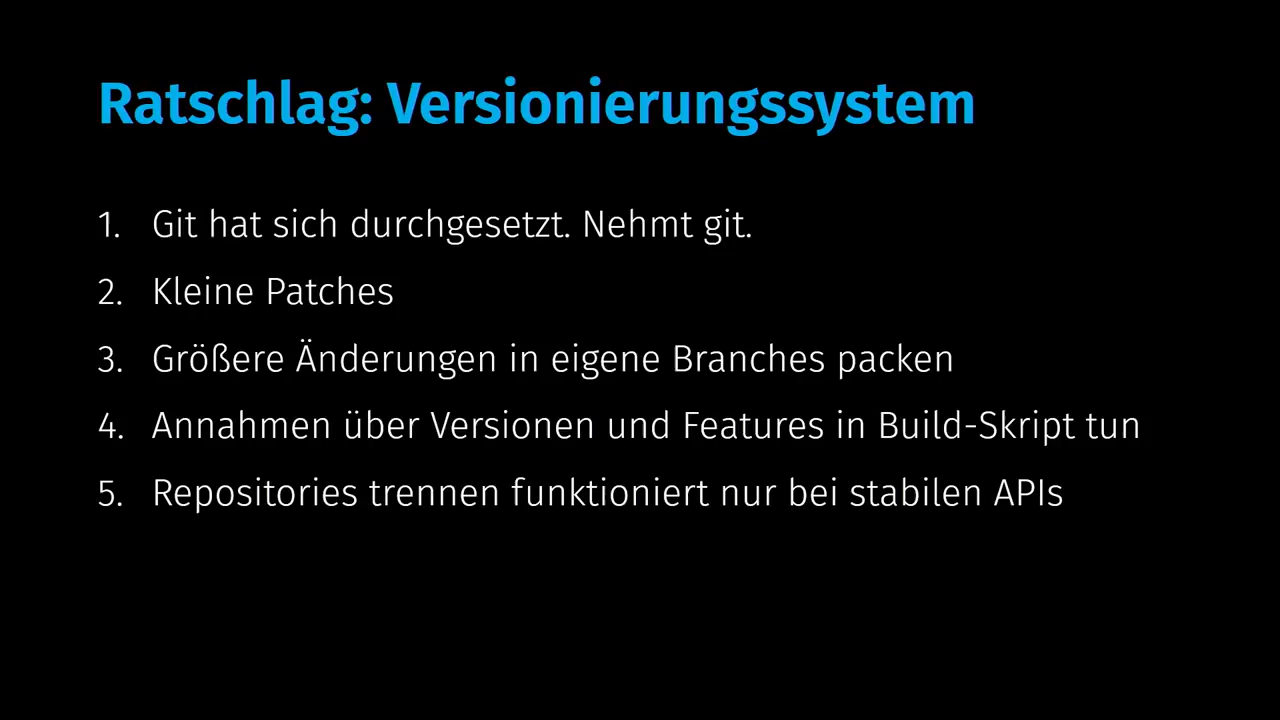 Ratschlag: Versionierungssystem
1. Git hat sich durchgesetzt. Nehmt git.
2. Kleine Patches
3. Größere Änderungen in eigene Branches packen
4. Annahmen über Versionen und Features in Build-Skript tun
5. Repositories trennen funktioniert nur bei stabilen APIs